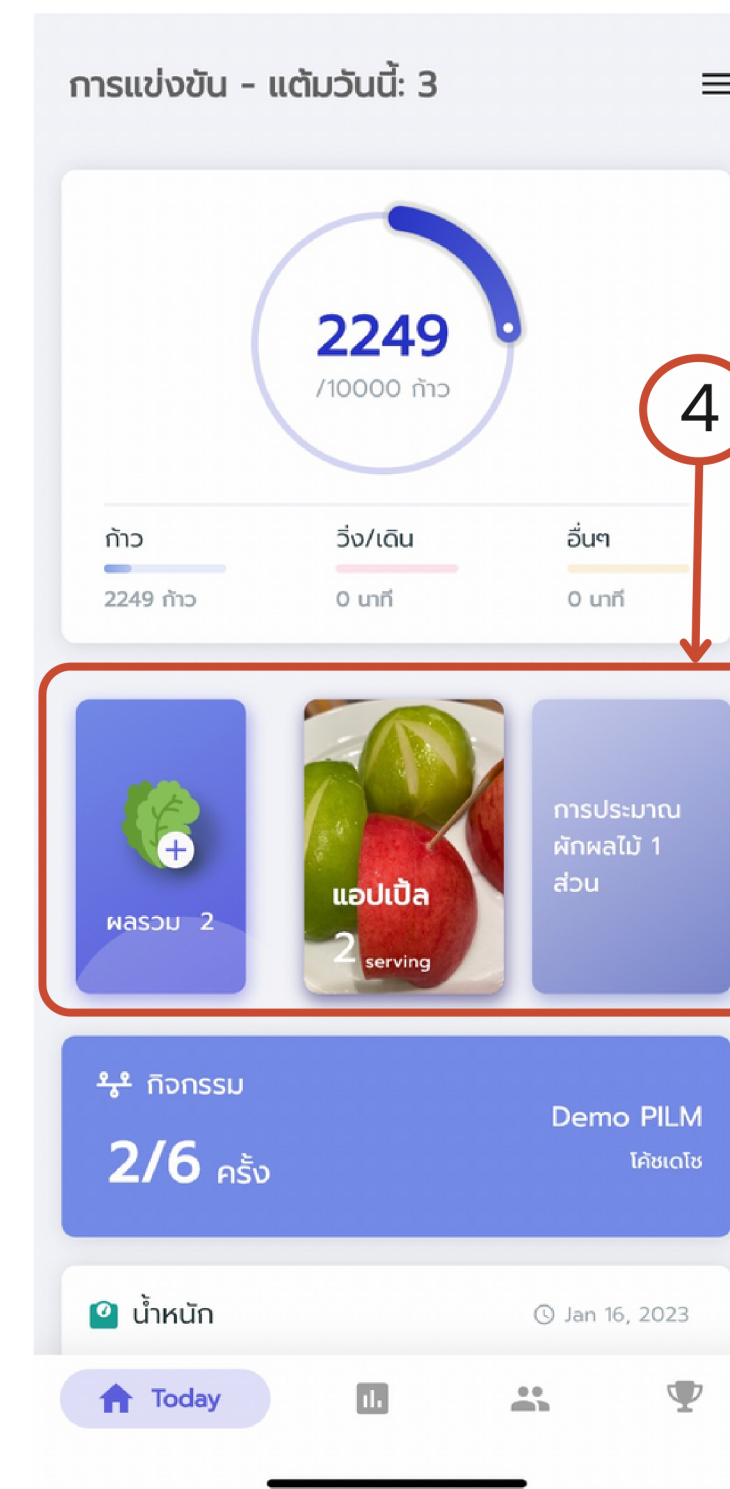 การแข่งขัน - แต้มวันนี้: 3
2249
/10000 ก้าว
4
ก้าว วิ่ง/เดิน อื่นๆ
2249 ก้าว 0 นาที 0 นาที
ผลรวม 2
แอปเปิ้ล
2 serving
การประมาณ
ผักผลไม้ 1
ส่วน
กิจกรรม
2/6 ครั้ง
Demo PILM
โค้ชเดโช
น้ำหนัก Jan 16, 2023
Today